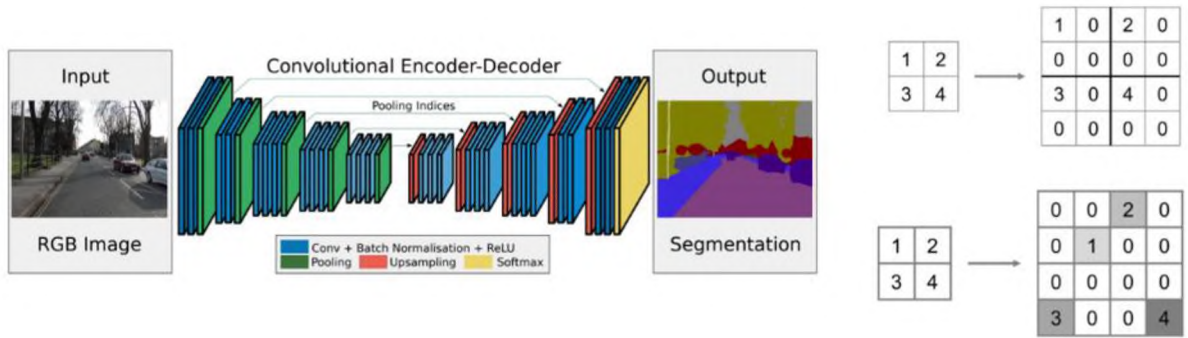 Input
RGB Image
Convolutional Encoder-Decoder
Pooling Indices
Conv + Batch Normalisation + ReLU
Pooling Upsampling Softmax
Output
Segmentation
1 2
3 4
1 0 2 0
0 0 0 0
3 0 4 0
0 0 0 0
1 2
3 4
0 0 2 0
0 1 0 0
0 0 0 0
3 0 0 4